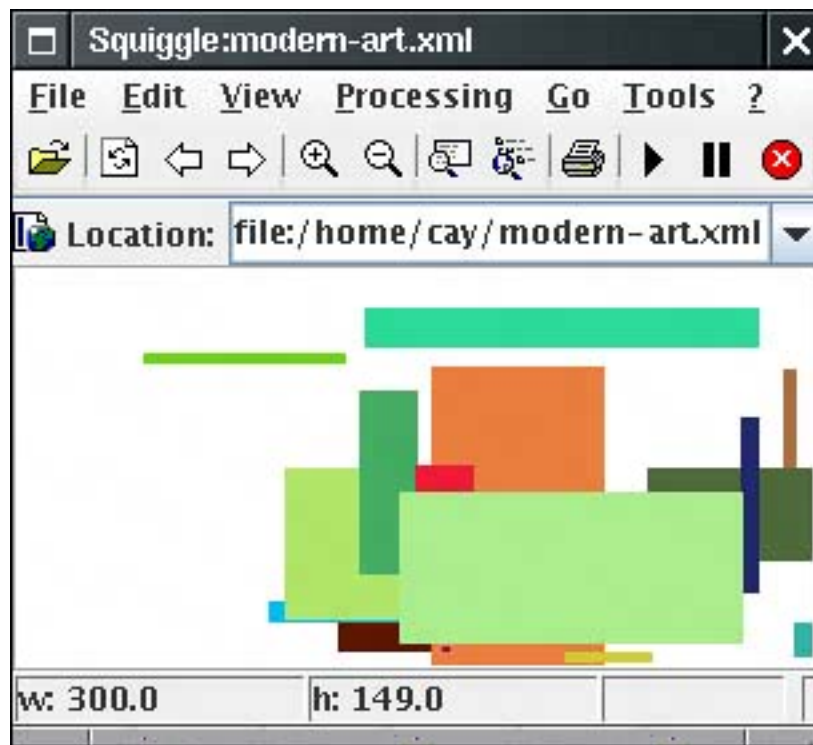 Squiggle:modern-art.xml
File Edit View Processing Go Tools ?
Location: file:/home/cay/modern-art.xml
w: 300.0 h: 149.0